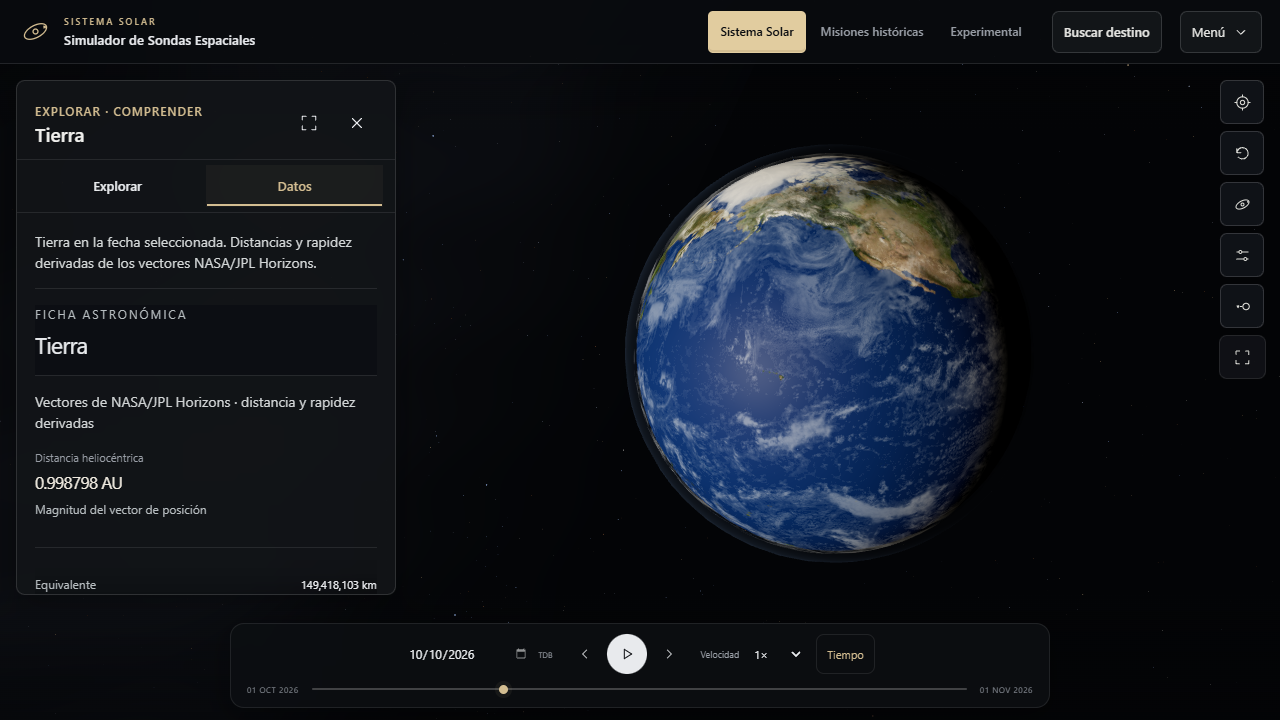 SISTEMA SOLAR
Simulador de Sondas Espaciales
Sistema Solar
Misiones históricas
Experimental
Buscar destino
Menú
EXPLORAR · COMPRENDER
Tierra
Explorar
Datos
Tierra en la fecha seleccionada. Distancias y rapidez
derivadas de los vectores NASA/JPL Horizons.
FICHA ASTRONÓMICA
Tierra
Vectores de NASA/JPL Horizons · distancia y rapidez
derivadas
Distancia heliocéntrica
0.998798 AU
Magnitud del vector de posición
Equivalente 149,418,103 km
10/10/2026 TDB Velocidad 1× Tiempo
01 OCT 2026 01 NOV 2026